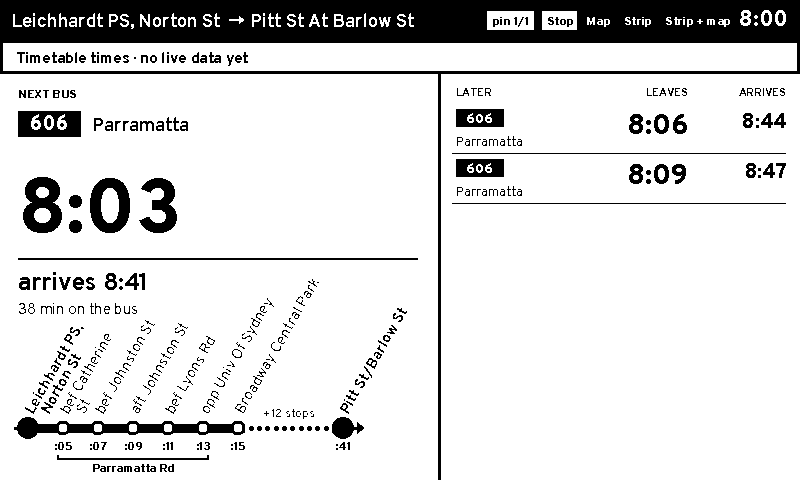 Leichhardt PS, Norton St → Pitt St At Barlow St
pin 1/1 Stop Map Strip Strip + map 8:00
Timetable times · no live data yet
NEXT BUS
606 Parramatta
8:03
arrives 8:41
38 min on the bus
Leichhardt PS,
Norton St
bef Catherine
St
bef Johnston St
aft Johnston St
bef Lyons Rd
opp Univ Of Sydney
Broadway Central Park
+12 stops
Pitt St/Barlow St
:05 :07 :09 :11 :13 :15 :41
Parramatta Rd
LATER LEAVES ARRIVES
606 8:06 8:44
Parramatta
606 8:09 8:47
Parramatta